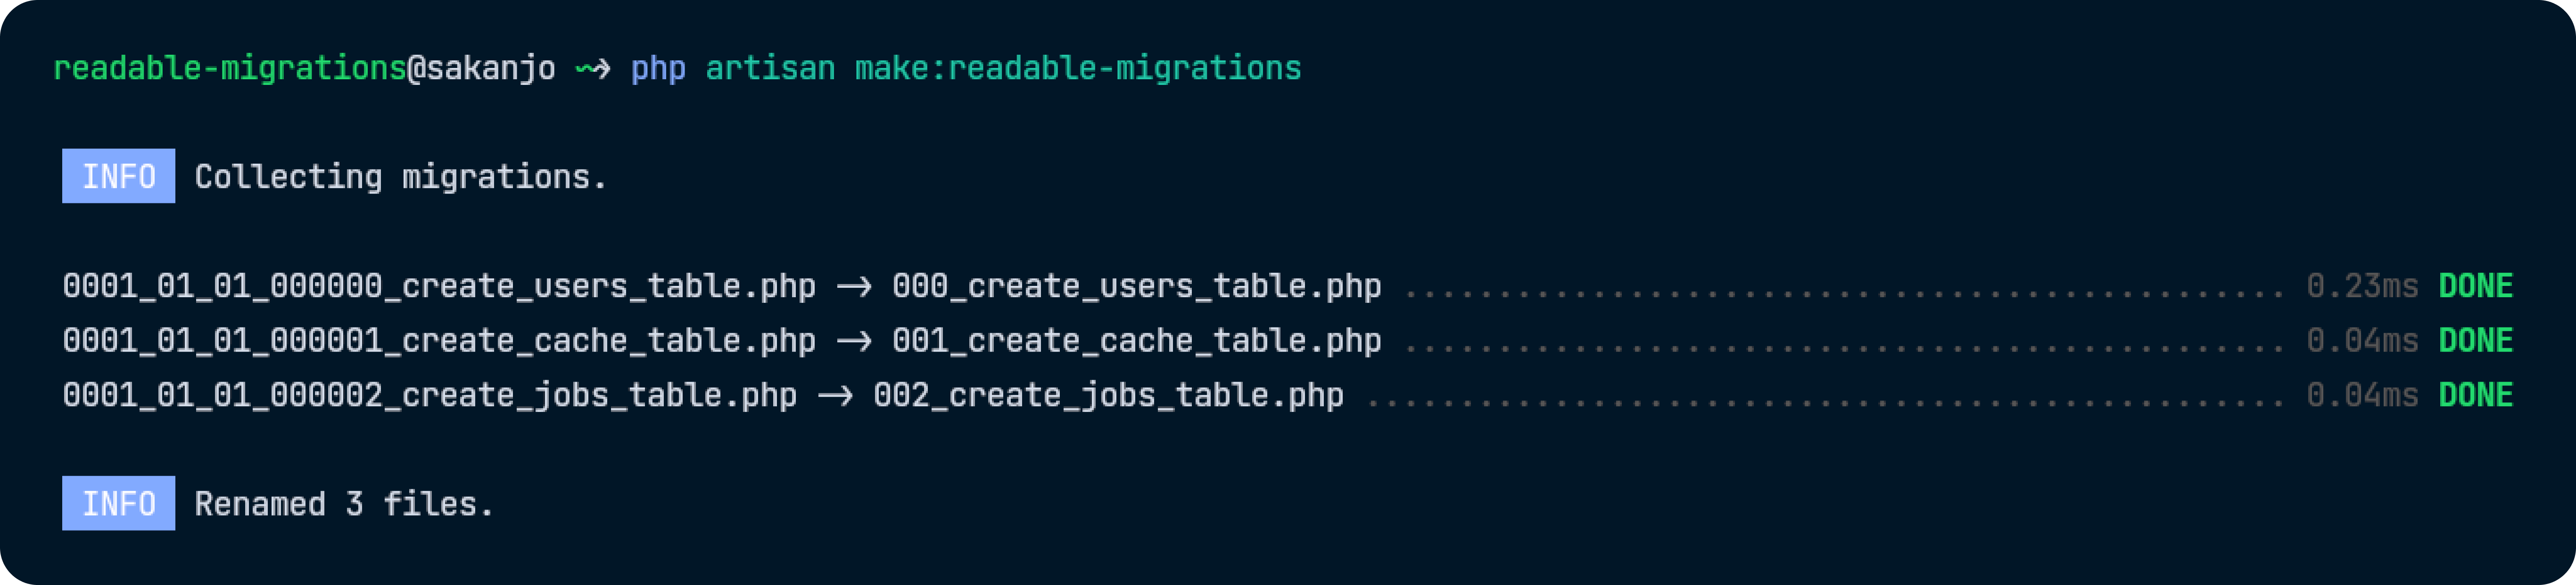 readable-migrations@sakanjo ⤳ php artisan make:readable-migrations
INFO Collecting migrations.
0001_01_01_000000_create_users_table.php → 000_create_users_table.php ............................................... 0.23ms DONE
0001_01_01_000001_create_cache_table.php → 001_create_cache_table.php ............................................... 0.04ms DONE
0001_01_01_000002_create_jobs_table.php → 002_create_jobs_table.php ................................................. 0.04ms DONE
INFO Renamed 3 files.